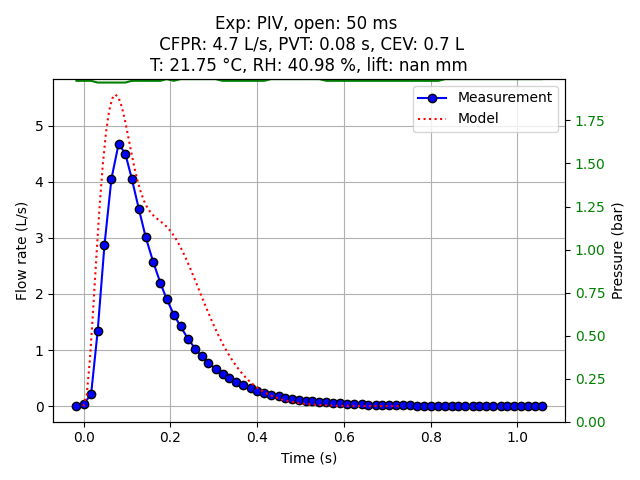 Exp: PIV, open: 50 ms
CFPR: 4.7 L/s, PVT: 0.08 s, CEV: 0.7 L
T: 21.75 °C, RH: 40.98 %, lift: nan mm
Measurement
Model
Flow rate (L/s)
5
4
3
2
1
0
Pressure (bar)
1.75
1.50
1.25
1.00
0.75
0.50
0.25
0.00
0.0 0.2 0.4 0.6 0.8 1.0
Time (s)